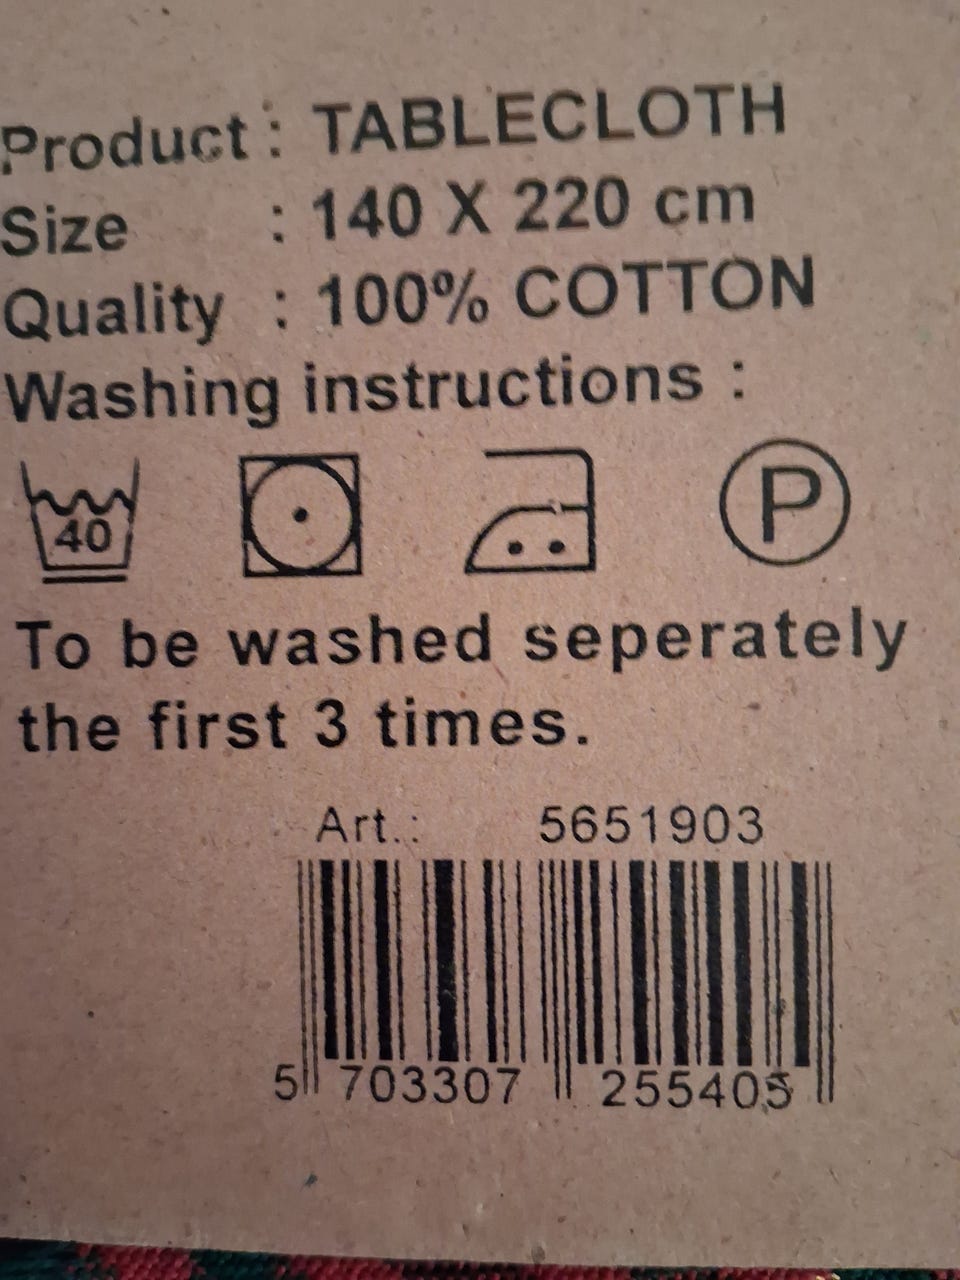 Product : TABLECLOTH
Size : 140 X 220 cm
Quality : 100% COTTON
Washing instructions :
40 P
To be washed seperately
the first 3 times.
Art.: 5651903
5 703307 255405